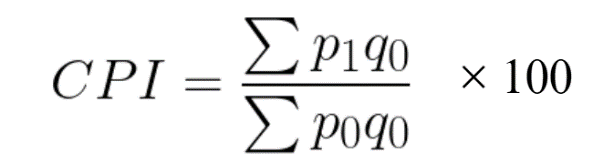 CPI = ∑ p₁q₀ / ∑ p₀q₀ × 100